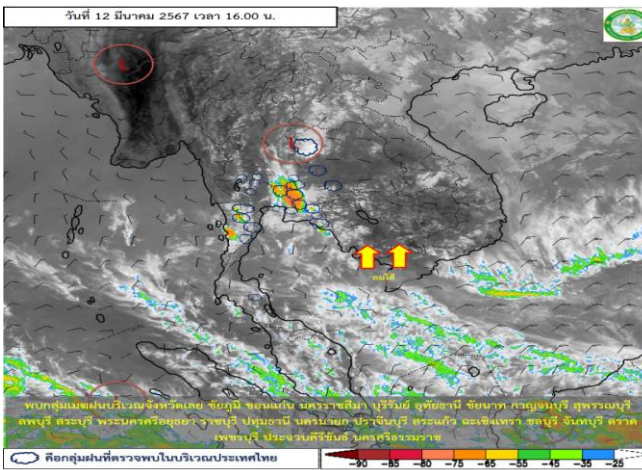 วันที่ 12 มีนาคม 2567 เวลา 16.00 น.
L
L
ลมใต้
พบกลุ่มเมฆฝนบริเวณจังหวัดเลย ชัยภูมิ ขอนแก่น นครราชสีมา บุรีรัมย์ อุทัยธานี ชัยนาท กาญจนบุรี สุพรรณบุรี
ลพบุรี สระบุรี พระนครศรีอยุธยา ราชบุรี ปทุมธานี นครนายก ปราจีนบุรี สระแก้ว ฉะเชิงเทรา ชลบุรี จันทบุรี ตราด
เพชรบุรี ประจวบคีรีขันธ์ นครศรีธรรมราช
คือกลุ่มฝนที่ตรวจพบในบริเวณประเทศไทย
-90 -85 -80 -75 -65 -55 -45 -35 -25